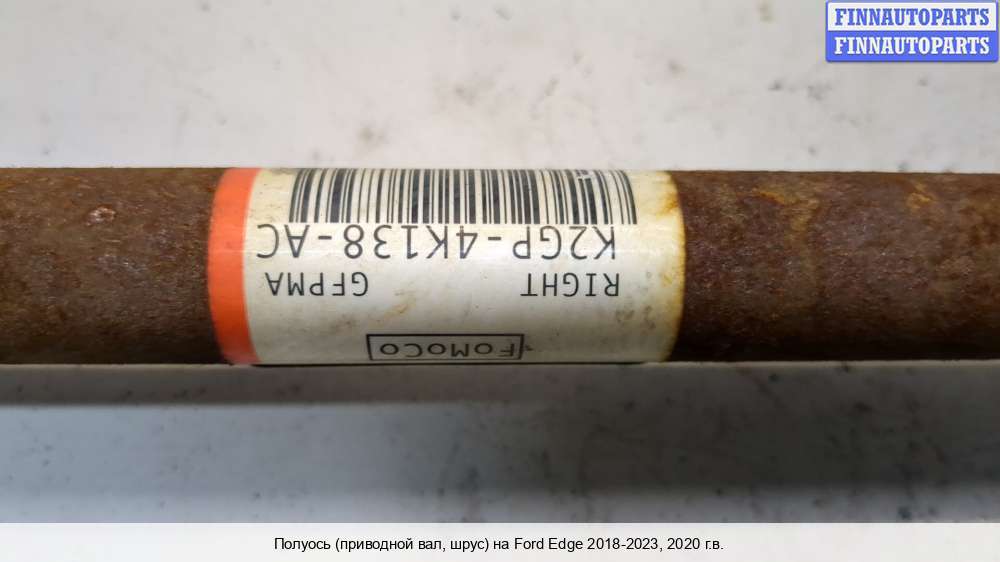 FINNAUTOPARTS
FINNAUTOPARTS
FoMoCo
RIGHT GFPMA
K2GP-4K138-AC
Полуось (приводной вал, шрус) на Ford Edge 2018-2023, 2020 г.в.